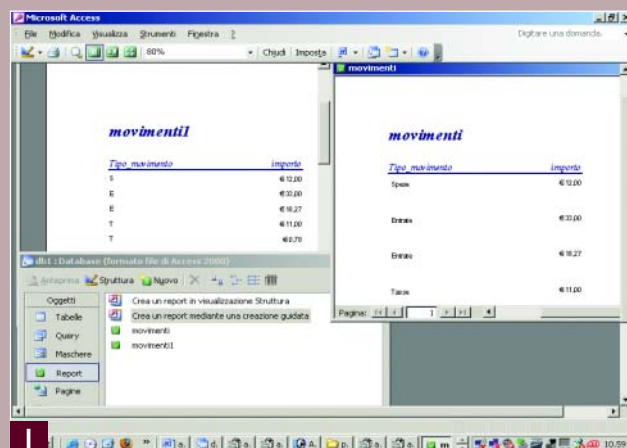 Microsoft Access
File Modifica Visualizza Strumenti Finestra ?
Digitare una domanda.
80% Chiudi Imposta
movimenti1
Tipo_movimento importo
S €12,00
E €33,00
E €18,27
T €11,00
T €0,70
movimenti
movimenti
Tipo_movimento importo
Spese €12,00
Entrate €33,00
Entrate €18,27
Tasse €11,00
Pagina: 1
db1 : Database (formato file di Access 2000)
Anteprima Struttura Nuovo
Oggetti
Tabelle
Query
Maschere
Report
Pagine
Crea un report in visualizzazione Struttura
Crea un report mediante una creazione guidata
movimenti
movimenti1
10.59